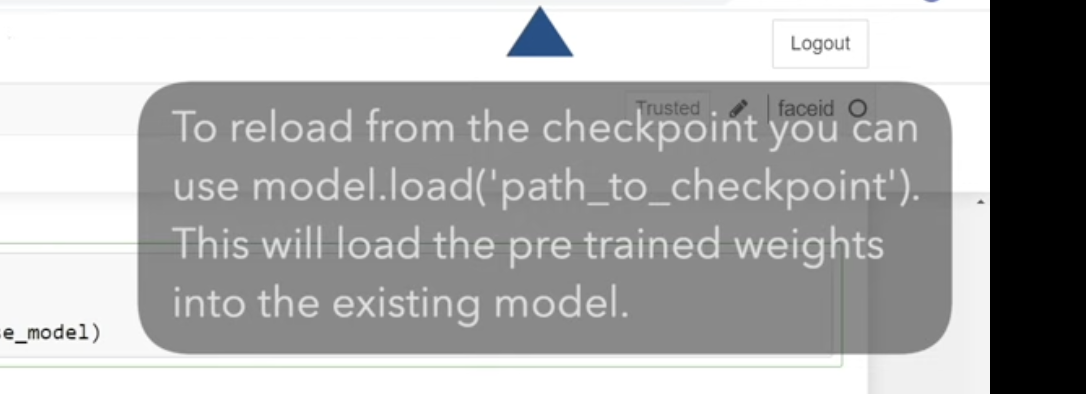 Logout
Trusted faceid
To reload from the checkpoint you can
use model.load('path_to_checkpoint').
This will load the pre trained weights
into the existing model.
e_model)